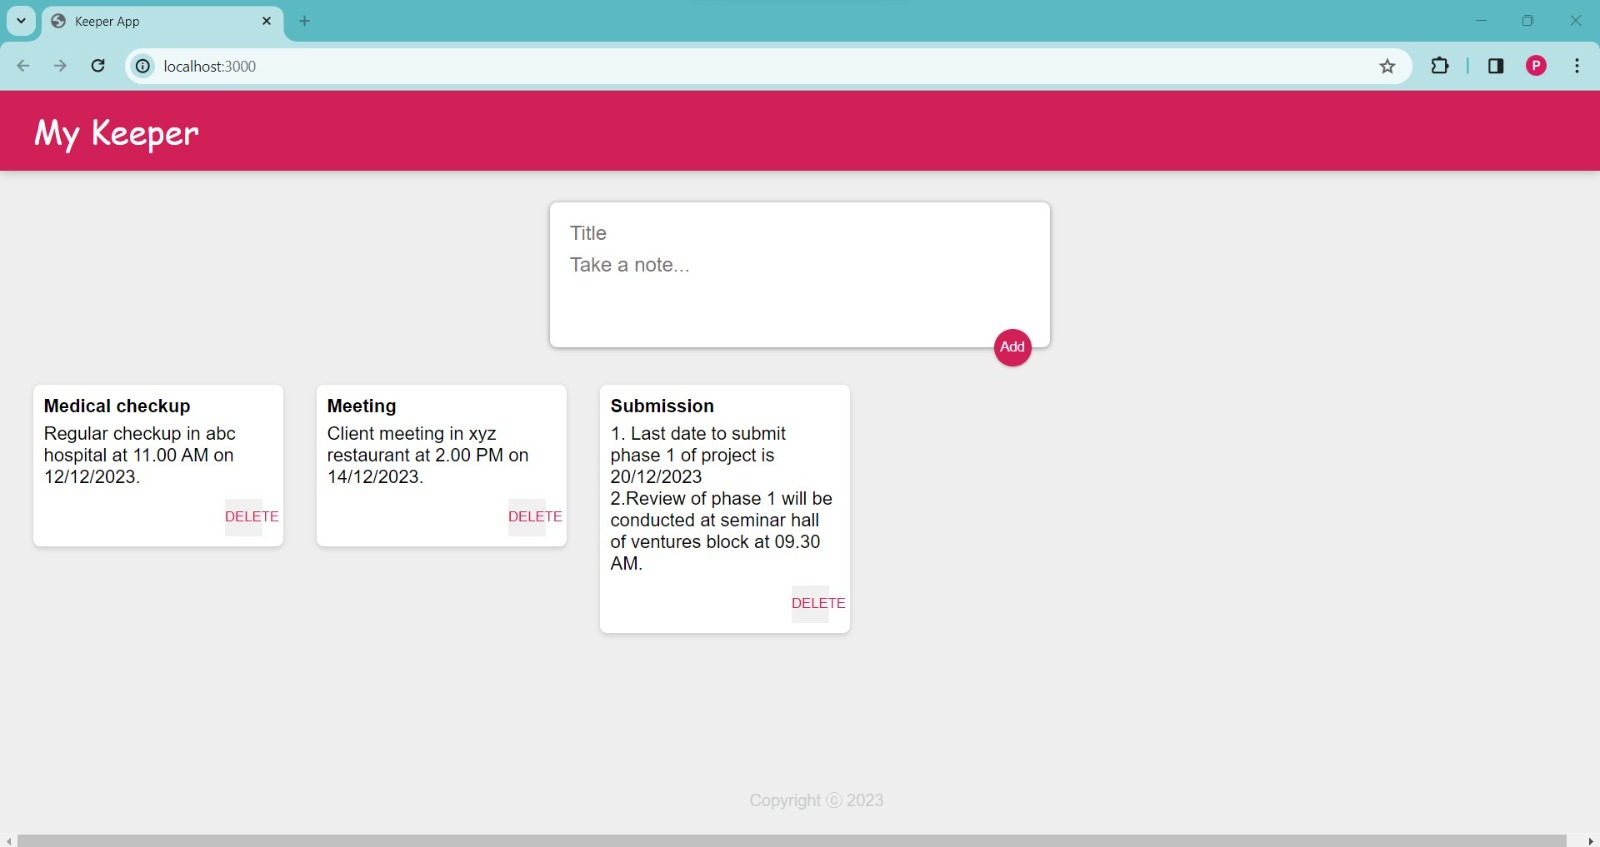 Keeper App
localhost:3000
P
My Keeper
Title
Take a note...
Add
Medical checkup
Regular checkup in abc
hospital at 11.00 AM on
12/12/2023.
DELETE
Meeting
Client meeting in xyz
restaurant at 2.00 PM on
14/12/2023.
DELETE
Submission
1. Last date to submit
phase 1 of project is
20/12/2023
2.Review of phase 1 will be
conducted at seminar hall
of ventures block at 09.30
AM.
DELETE
Copyright ⓒ 2023